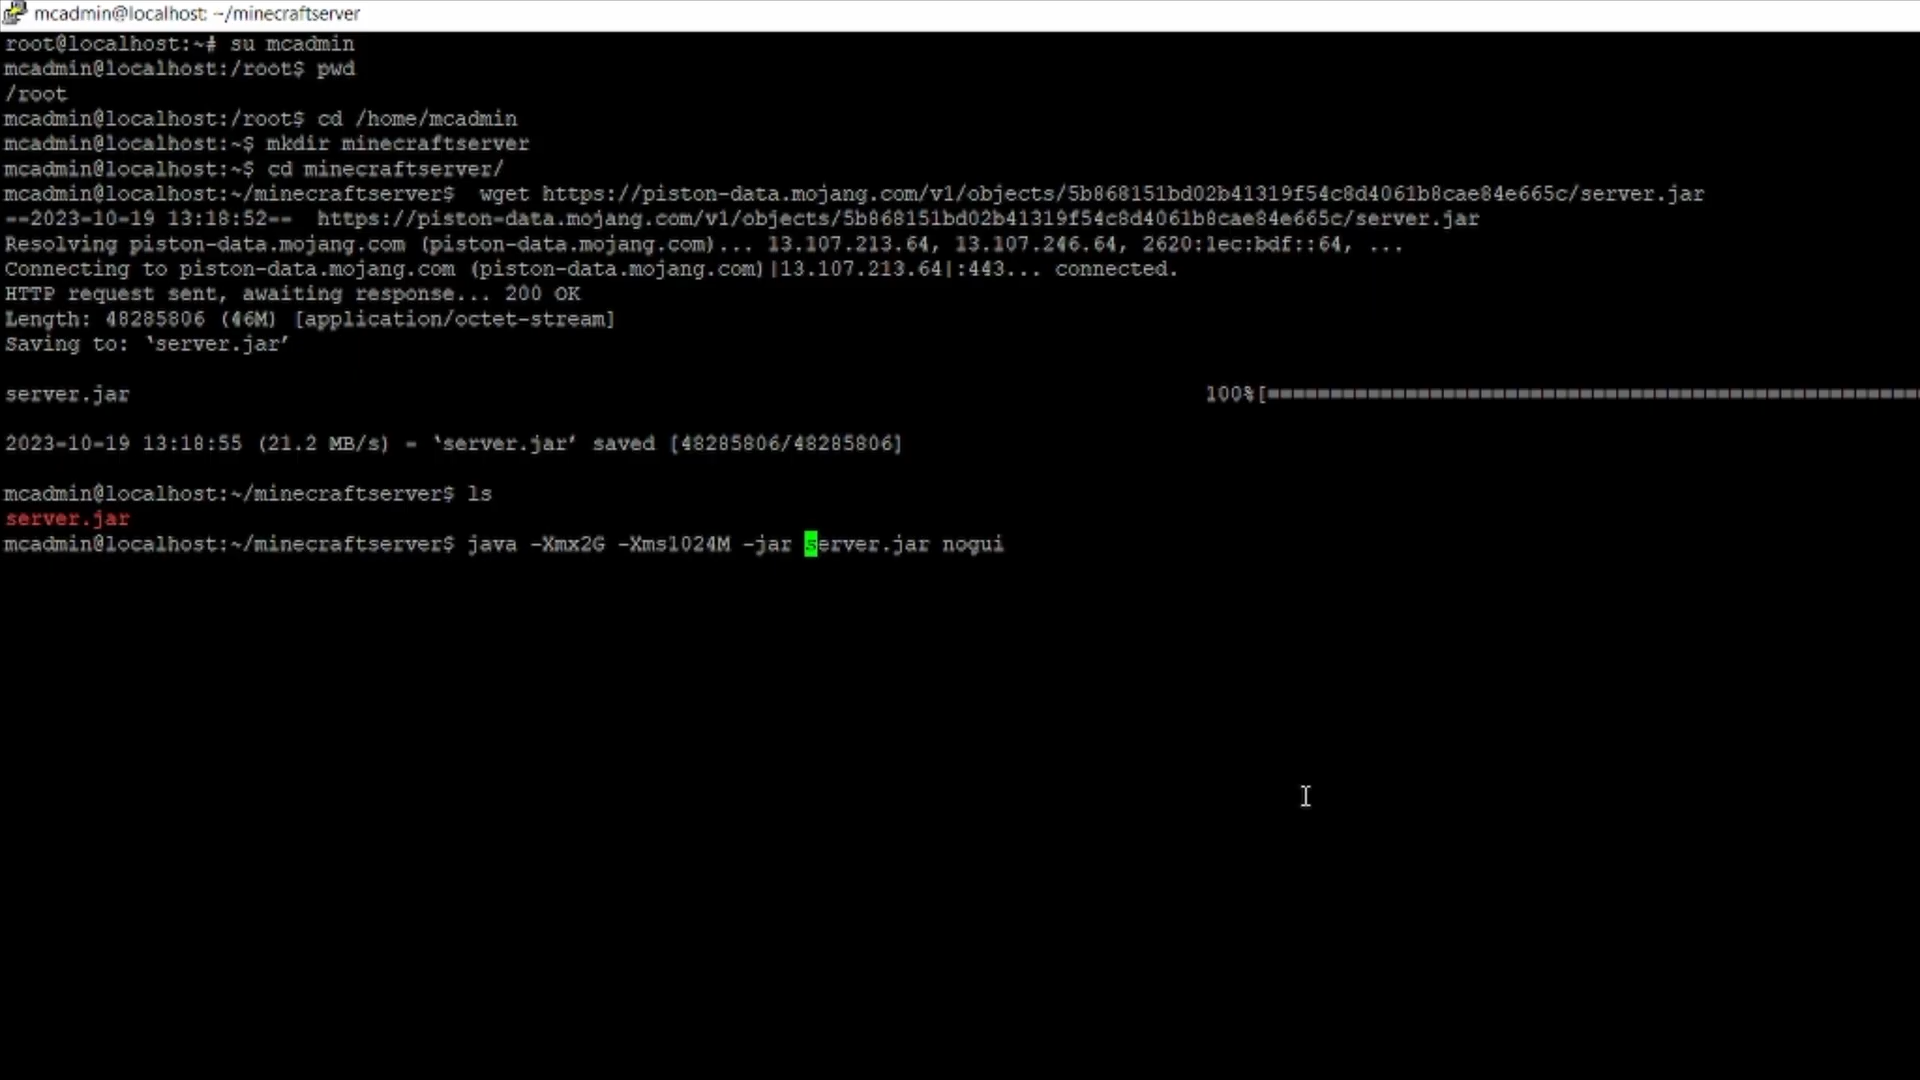 mcadmin@localhost: ~/minecraftserver
root@localhost:~# su mcadmin
mcadmin@localhost:/root$ pwd
/root
mcadmin@localhost:/root$ cd /home/mcadmin
mcadmin@localhost:~$ mkdir minecraftserver
mcadmin@localhost:~$ cd minecraftserver/
mcadmin@localhost:~/minecraftserver$  wget https://piston-data.mojang.com/v1/objects/5b868151bd02b41319f54c8d4061b8cae84e665c/server.jar
--2023-10-19 13:18:52--  https://piston-data.mojang.com/v1/objects/5b868151bd02b41319f54c8d4061b8cae84e665c/server.jar
Resolving piston-data.mojang.com (piston-data.mojang.com)... 13.107.213.64, 13.107.246.64, 2620:1ec:bdf::64, ...
Connecting to piston-data.mojang.com (piston-data.mojang.com)|13.107.213.64|:443... connected.
HTTP request sent, awaiting response... 200 OK
Length: 48285806 (46M) [application/octet-stream]
Saving to: ‘server.jar’
server.jar 100%[===================================================
2023-10-19 13:18:55 (21.2 MB/s) - ‘server.jar’ saved [48285806/48285806]
mcadmin@localhost:~/minecraftserver$ ls
server.jar
mcadmin@localhost:~/minecraftserver$ java -Xmx2G -Xms1024M -jar server.jar nogui